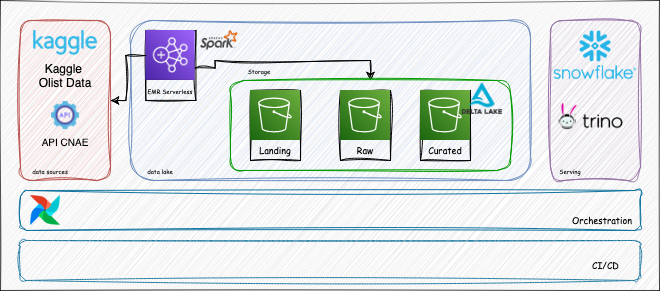 kaggle
Kaggle
Olist Data
API
API CNAE
data sources
APACHE
Spark
EMR Serverless
Storage
Landing
Raw
Curated
DELTA LAKE
data lake
snowflake®
trino
Serving
Orchestration
CI/CD